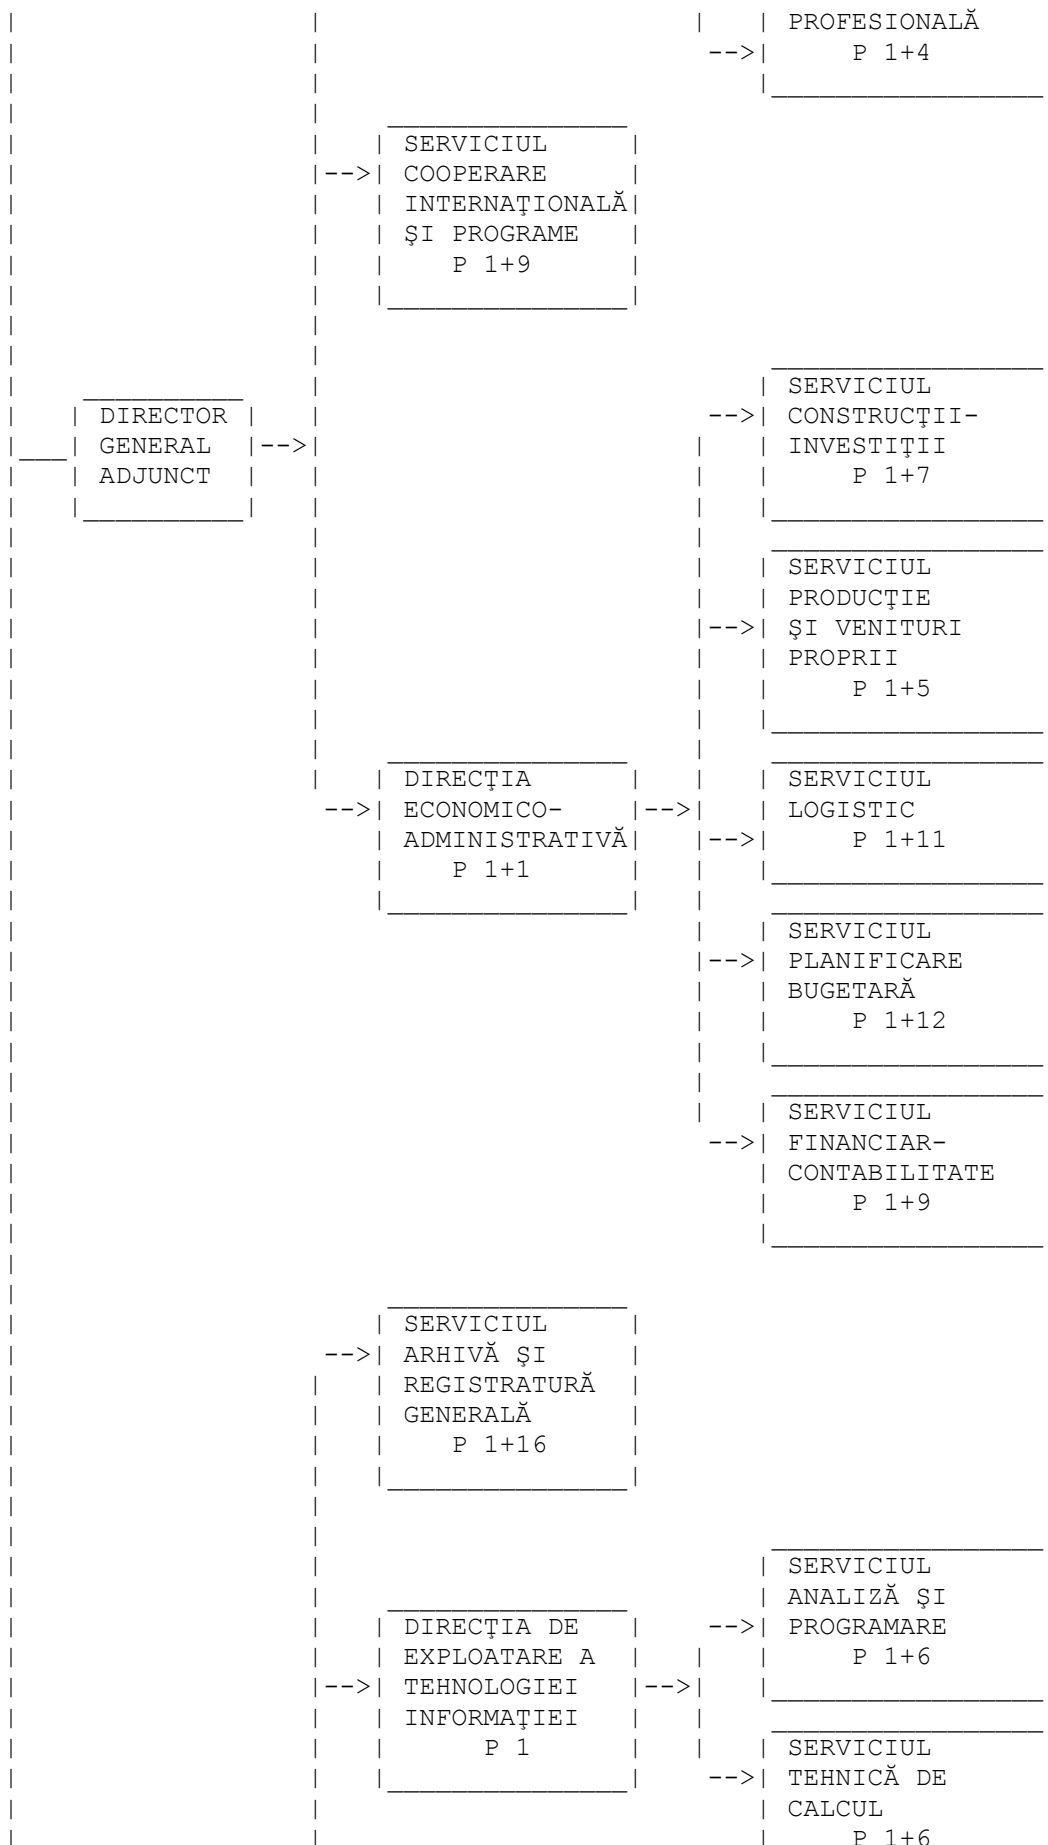 PROFESIONALĂ
P 1+4
SERVICIUL
COOPERARE
INTERNAŢIONALĂ
ŞI PROGRAME
P 1+9
DIRECTOR
GENERAL
ADJUNCT
SERVICIUL
CONSTRUCŢII-
INVESTIŢII
P 1+7
SERVICIUL
PRODUCŢIE
ŞI VENITURI
PROPRII
P 1+5
DIRECŢIA
ECONOMICO-
ADMINISTRATIVĂ
P 1+1
SERVICIUL
LOGISTIC
P 1+11
SERVICIUL
PLANIFICARE
BUGETARĂ
P 1+12
SERVICIUL
FINANCIAR-
CONTABILITATE
P 1+9
SERVICIUL
ARHIVĂ ŞI
REGISTRATURĂ
GENERALĂ
P 1+16
DIRECŢIA DE
EXPLOATARE A
TEHNOLOGIEI
INFORMAŢIEI
P 1
SERVICIUL
ANALIZĂ ŞI
PROGRAMARE
P 1+6
SERVICIUL
TEHNICĂ DE
CALCUL
P 1+6